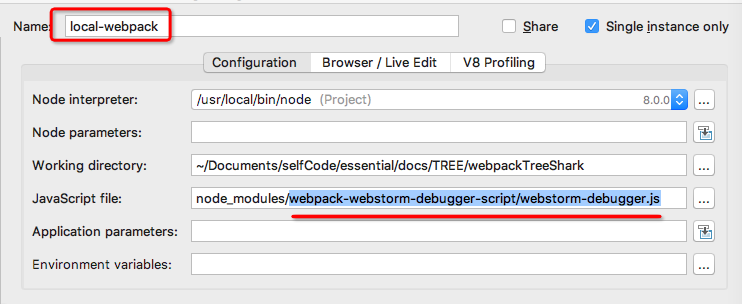 Name: local-webpack Share Single instance only
Configuration Browser / Live Edit V8 Profiling
Node interpreter: /usr/local/bin/node (Project) 8.0.0 ...
Node parameters:
Working directory: ~/Documents/selfCode/essential/docs/TREE/webpackTreeShark ...
JavaScript file: node_modules/webpack-webstorm-debugger-script/webstorm-debugger.js ...
Application parameters:
Environment variables: ...